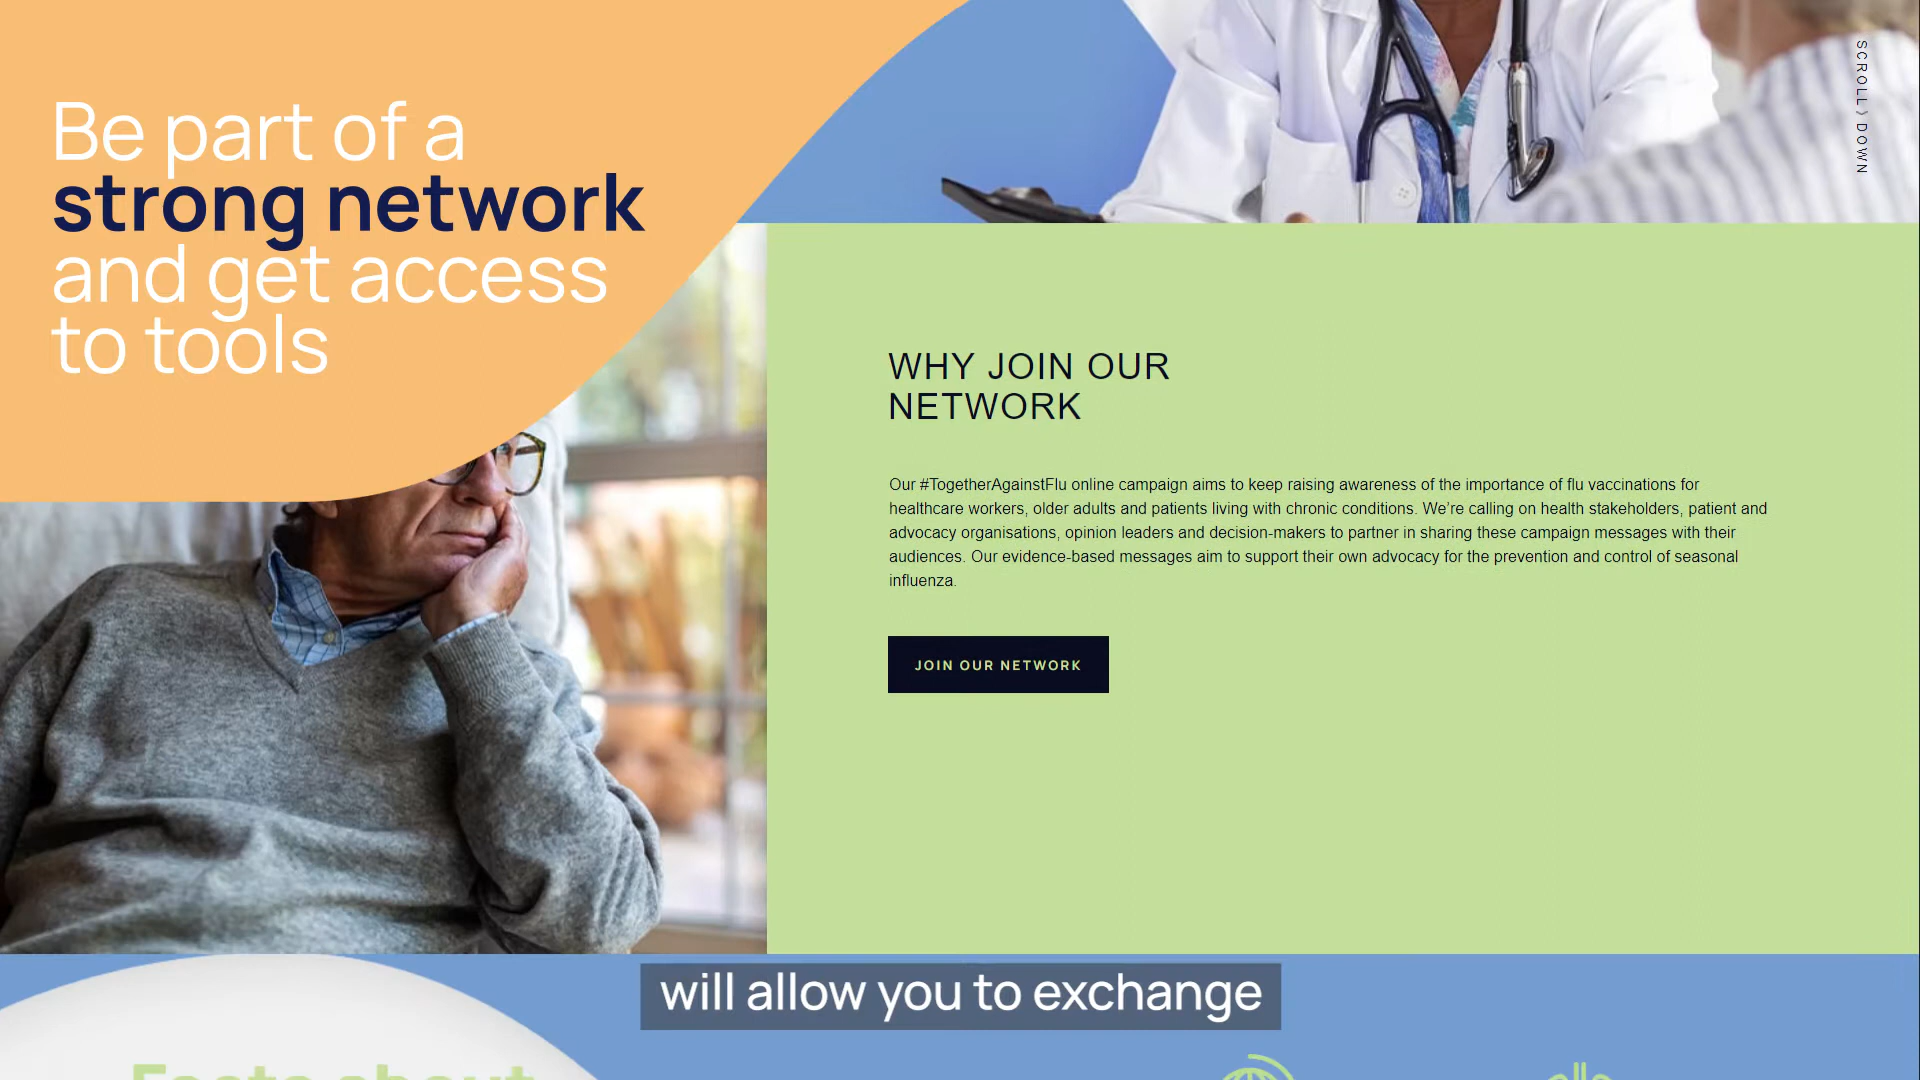 Be part of a
strong network
and get access
to tools
SCROLL DOWN
WHY JOIN OUR
NETWORK
Our #TogetherAgainstFlu online campaign aims to keep raising awareness of the importance of flu vaccinations for
healthcare workers, older adults and patients living with chronic conditions. We’re calling on health stakeholders, patient and
advocacy organisations, opinion leaders and decision-makers to partner in sharing these campaign messages with their
audiences. Our evidence-based messages aim to support their own advocacy for the prevention and control of seasonal
influenza.
JOIN OUR NETWORK
will allow you to exchange
Facts about